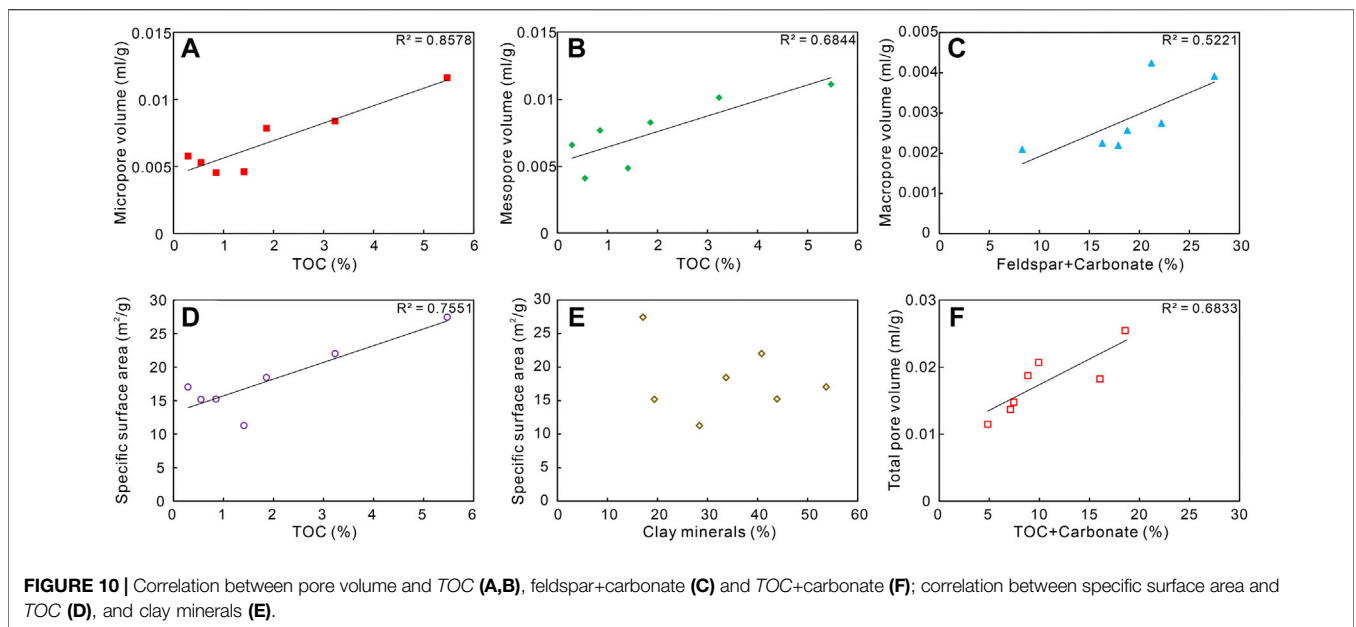 A
R² = 0.8578
Micropore volume (ml/g)
0.015
0.01
0.005
0
0 1 2 3 4 5 6
TOC (%)
B
R² = 0.6844
Mesopore volume (ml/g)
0.015
0.01
0.005
0
0 1 2 3 4 5 6
TOC (%)
C
R² = 0.5221
Macropore volume (ml/g)
0.005
0.004
0.003
0.002
0.001
0
0 5 10 15 20 25 30
Feldspar+Carbonate (%)
D
R² = 0.7551
Specific surface area (m²/g)
30
25
20
15
10
5
0
0 1 2 3 4 5 6
TOC (%)
E
Specific surface area (m²/g)
30
25
20
15
10
5
0
0 10 20 30 40 50 60
Clay minerals (%)
F
R² = 0.6833
Total pore volume (ml/g)
0.03
0.02
0.01
0
0 5 10 15 20 25 30
TOC+Carbonate (%)
FIGURE 10 | Correlation between pore volume and TOC (A,B), feldspar+carbonate (C) and TOC+carbonate (F); correlation between specific surface area and
TOC (D), and clay minerals (E).